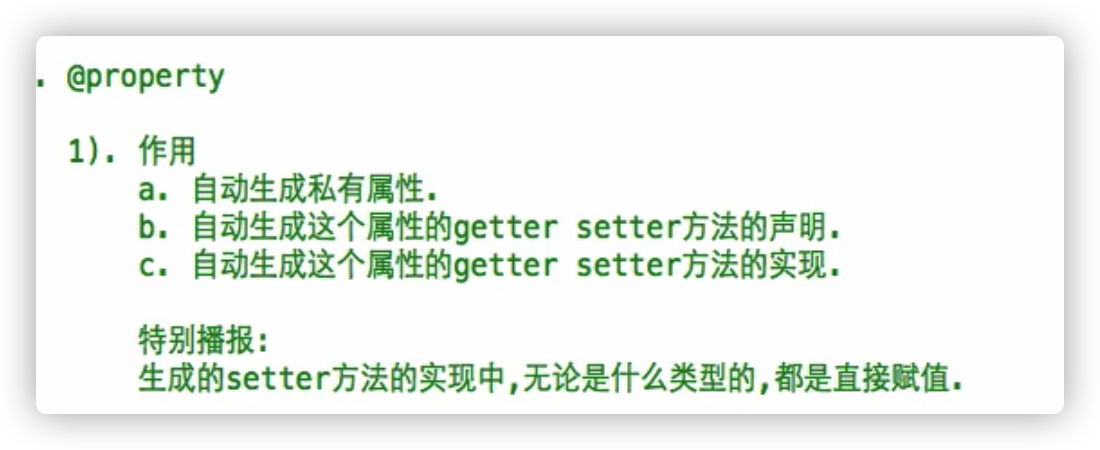 . @property
1). 作用
a. 自动生成私有属性.
b. 自动生成这个属性的getter setter方法的声明.
c. 自动生成这个属性的getter setter方法的实现.
特别播报:
生成的setter方法的实现中,无论是什么类型的,都是直接赋值.